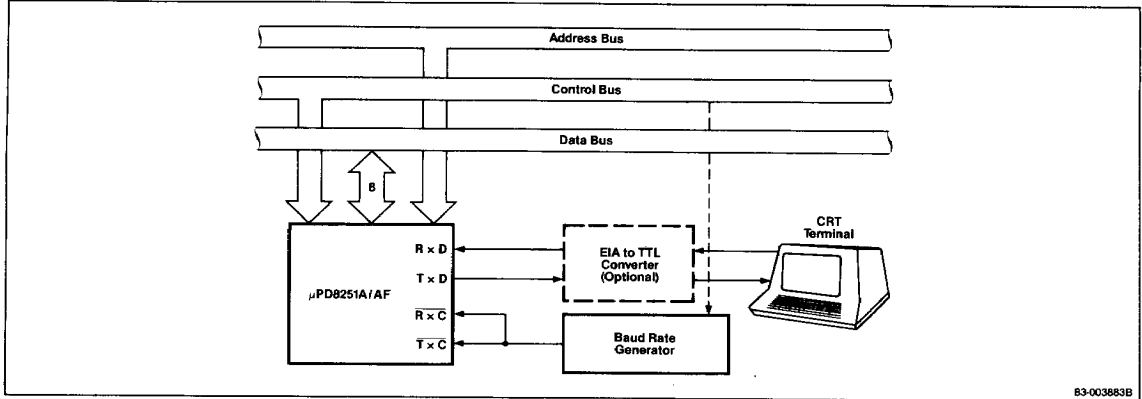 Address Bus
Control Bus
Data Bus
8
CRT
Terminal
R x D
EIA to TTL
Converter
(Optional)
T x D
μPD8251A/AF
R x C
T x C
Baud Rate
Generator
83-003883B